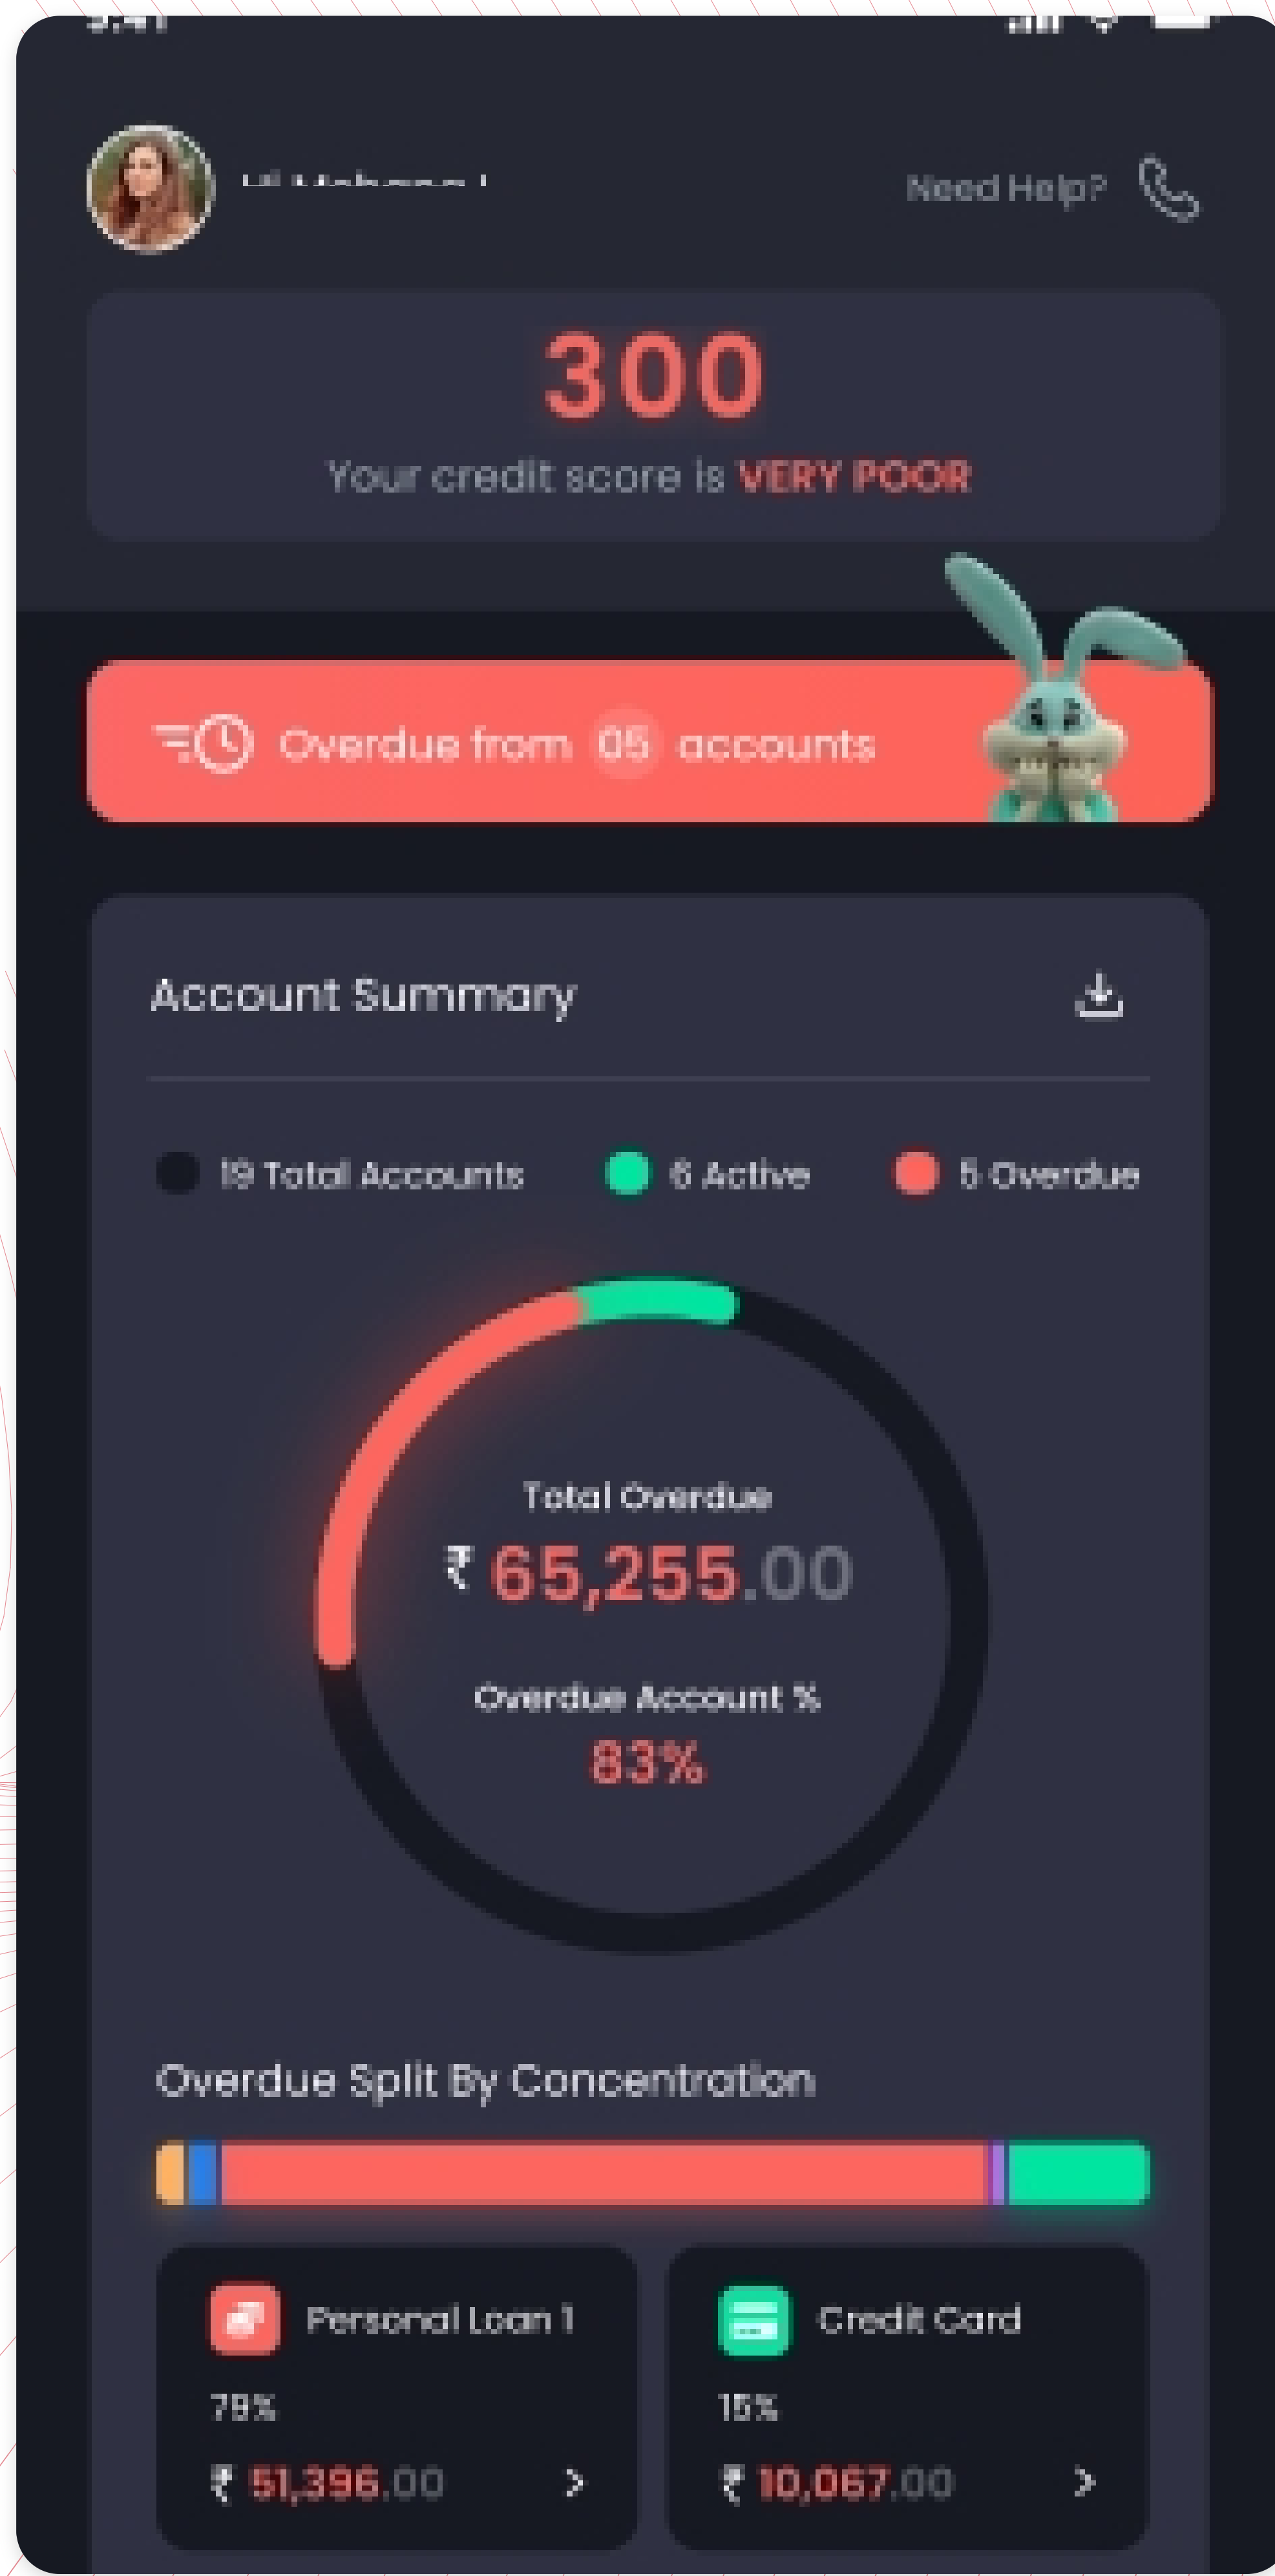 Need Help?
300
Your credit score is VERY POOR
Overdue from 05 accounts
Account Summary
19 Total Accounts
6 Active
5 Overdue
Total Overdue
₹ 65,255.00
Overdue Account %
83%
Overdue Split By Concentration
Personal Loan 1
79%
₹ 51,396.00
Credit Card
15%
₹ 10,067.00